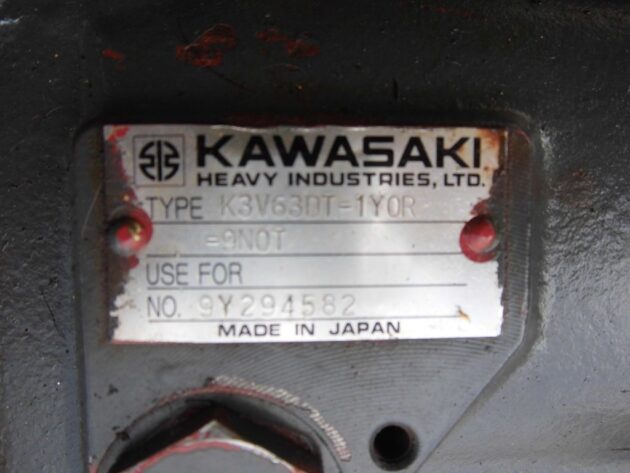 KAWASAKI
HEAVY INDUSTRIES, LTD.
TYPE K3V63DT-1Y0R
-9N0T
USE FOR
NO. 9Y294582
MADE IN JAPAN